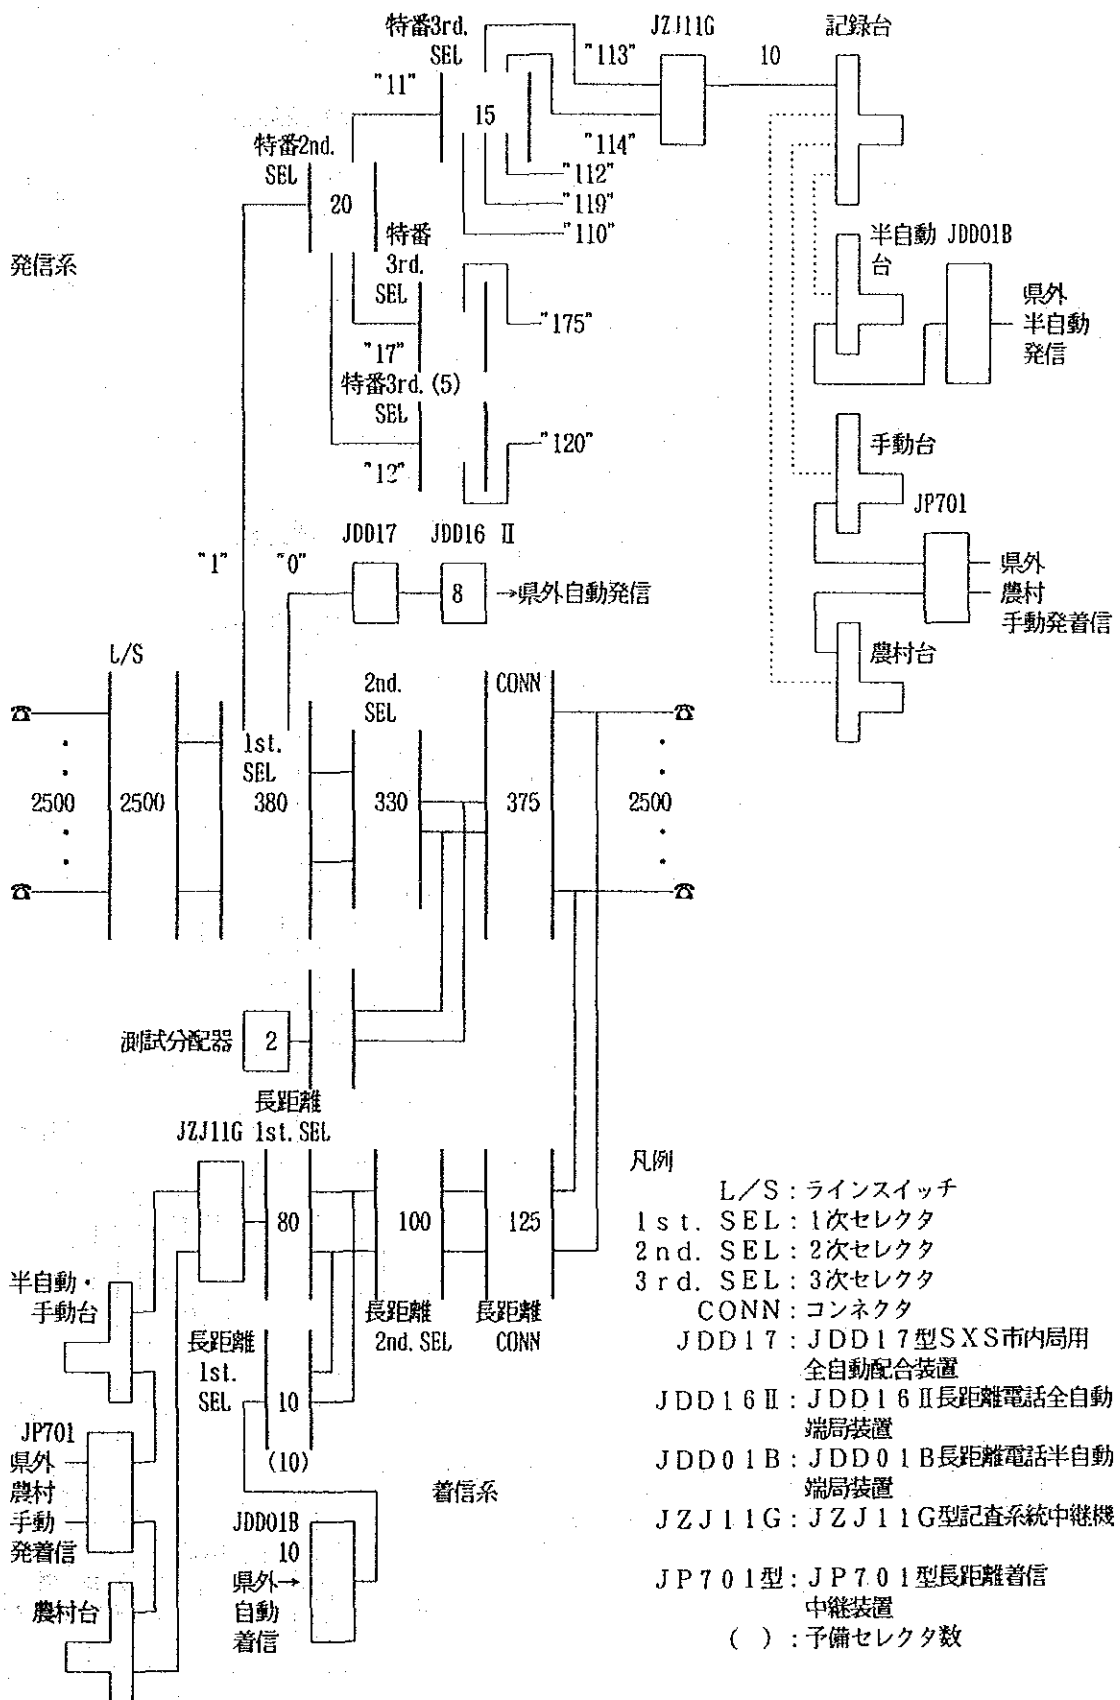 特番3rd.
SEL
JZJ11G
記録台
"113"
10
"11"
15
"114"
特番2nd.
SEL
"112"
20
"119"
"110"
特番
3rd.
SEL
発信系
半自動
台
JDD01B
県外
半自動
発信
"175"
"17"
特番3rd.(5)
SEL
"120"
"12"
手動台
JP701
JDD17
JDD16 Ⅱ
"1"
"0"
8
→県外自動発信
県外
農村
手動発着信
農村台
L/S
2nd.
SEL
CONN
1st.
SEL
2500
2500
380
330
375
2500
測試分配器
2
長距離
1st.SEL
JZJ11G
80
100
125
半自動・
手動台
長距離
2nd.SEL
長距離
CONN
長距離
1st.
SEL
10
(10)
JP701
県外
農村
手動
発着信
着信系
JDD01B
10
県外→
自動
着信
農村台
凡例
L/S:ラインスイッチ
1st. SEL:1次セレクタ
2nd. SEL:2次セレクタ
3rd. SEL:3次セレクタ
CONN:コンネクタ
JDD17:JDD17型SXS市内局用
全自動配合装置
JDD16Ⅱ:JDD16Ⅱ長距離電話全自動
端局装置
JDD01B:JDD01B長距離電話半自動
端局装置
JZJ11G:JZJ11G型記査系統中継機
JP701型:JP701型長距離着信
中継装置
( ):予備セレクタ数